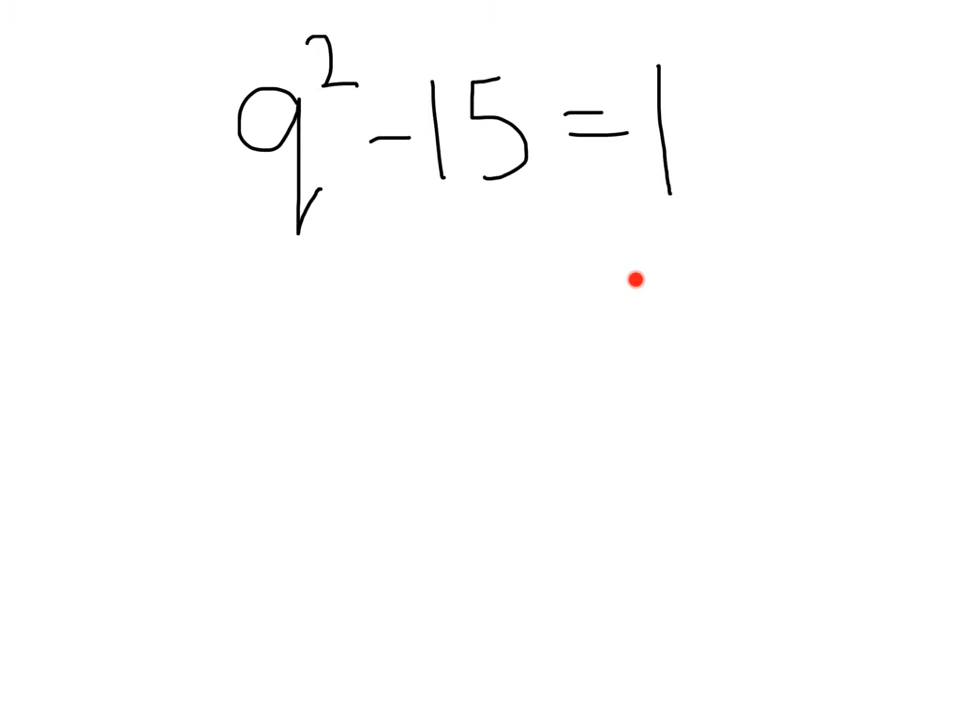 q² - 15 = 1